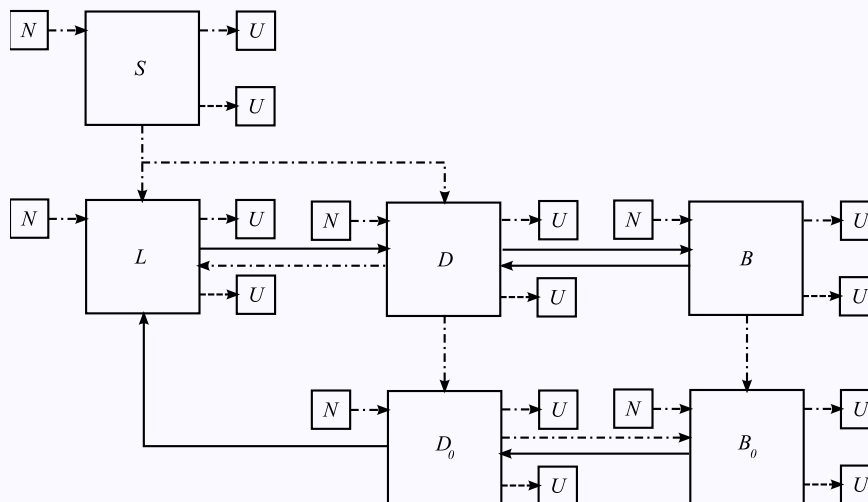 N U
S
U
N U N U N U
L D B
U U U
N U N U
D₀ B₀
U U